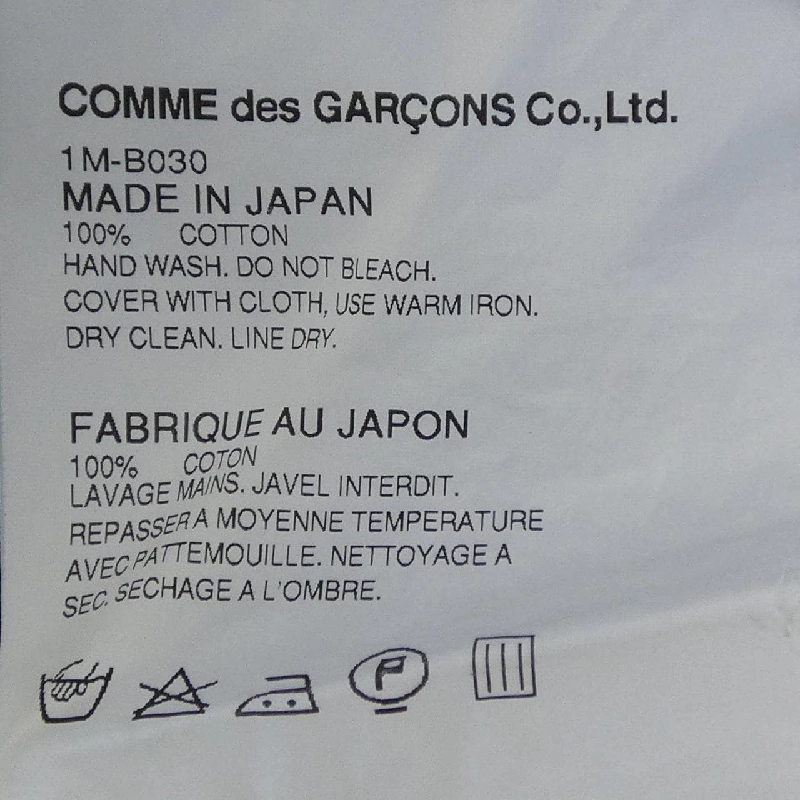 COMME des GARÇONS Co.,Ltd.
1M-B030
MADE IN JAPAN
100% COTTON
HAND WASH. DO NOT BLEACH.
COVER WITH CLOTH, USE WARM IRON.
DRY CLEAN. LINE DRY.
FABRIQUE AU JAPON
100% COTON
LAVAGE MAINS. JAVEL INTERDIT.
REPASSER A MOYENNE TEMPERATURE
AVEC PATTEMOUILLE. NETTOYAGE A
SEC. SECHAGE A L'OMBRE.
F